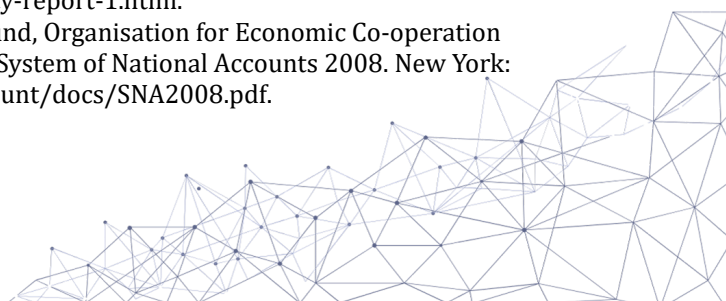 y-report-1.html.
und, Organisation for Economic Co-operation
System of National Accounts 2008. New York:
unt/docs/SNA2008.pdf.